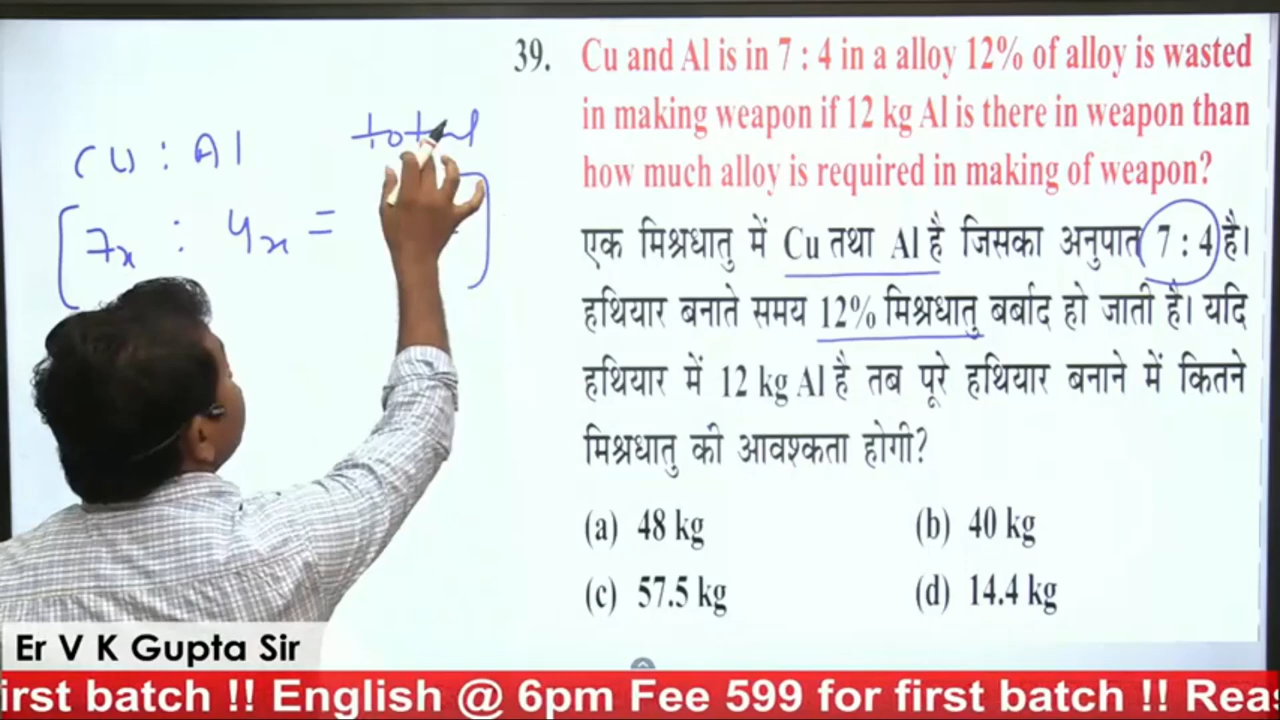 39. Cu and Al is in 7 : 4 in a alloy 12% of alloy is wasted
in making weapon if 12 kg Al is there in weapon than
how much alloy is required in making of weapon?
एक मिश्रधातु में Cu तथा Al है जिसका अनुपात 7 : 4 है।
हथियार बनाते समय 12% मिश्रधातु बर्बाद हो जाती है। यदि
हथियार में 12 kg Al है तब पूरे हथियार बनाने में कितने
मिश्रधातु की आवश्कता होगी?
(a) 48 kg (b) 40 kg
(c) 57.5 kg (d) 14.4 kg
Cu : Al total
7x : 4x =
Er V K Gupta Sir
irst batch !! English @ 6pm Fee 599 for first batch !! Reas